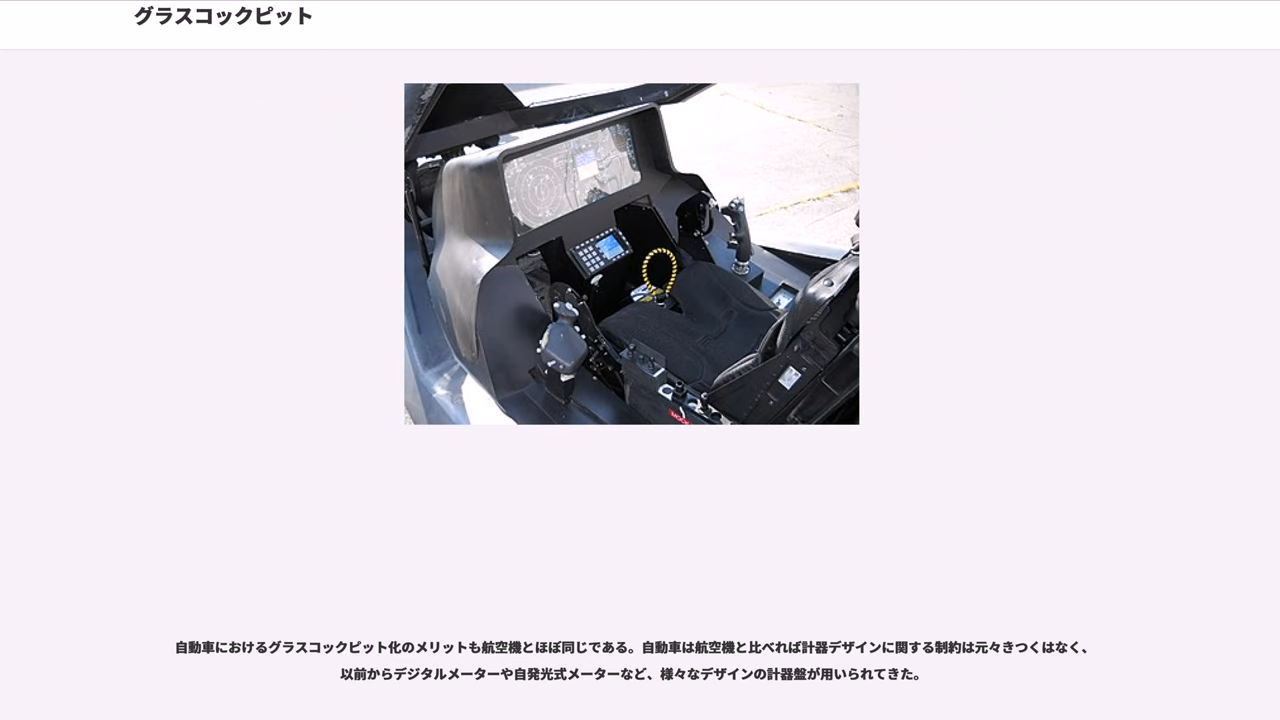 グラスコックピット
自動車におけるグラスコックピット化のメリットも航空機とほぼ同じである。自動車は航空機と比べれば計器デザインに関する制約は元々きつくはなく、
以前からデジタルメーターや自発光式メーターなど、様々なデザインの計器盤が用いられてきた。